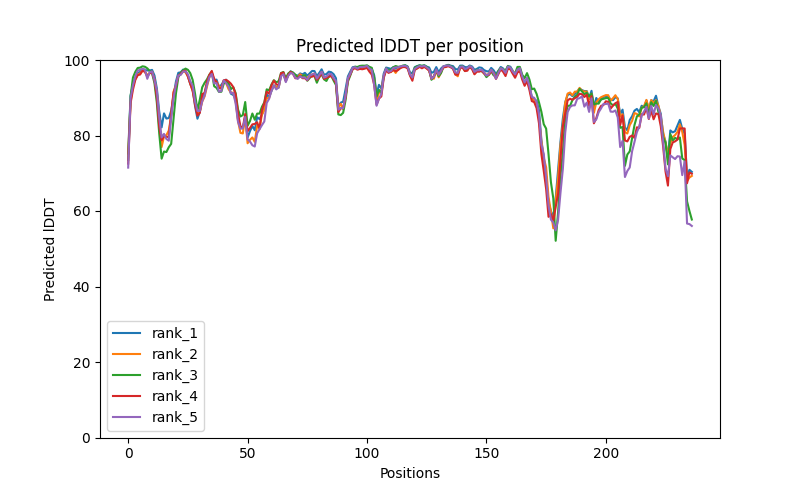 Predicted lDDT per position
100
80
60
40
20
0
Predicted lDDT
rank_1
rank_2
rank_3
rank_4
rank_5
0 50 100 150 200
Positions